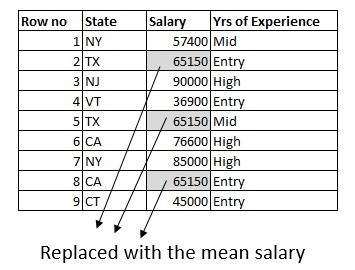 Row no State Salary Yrs of Experience
1 NY 57400 Mid
2 TX 65150 Entry
3 NJ 90000 High
4 VT 36900 Entry
5 TX 65150 Mid
6 CA 76600 High
7 NY 85000 High
8 CA 65150 Entry
9 CT 45000 Entry
Replaced with the mean salary